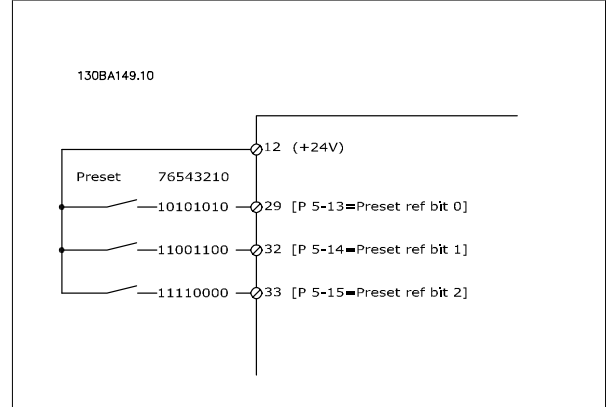 130BA149.10
12 (+24V)
Preset 76543210
10101010 29 [P 5-13=Preset ref bit 0]
11001100 32 [P 5-14=Preset ref bit 1]
11110000 33 [P 5-15=Preset ref bit 2]